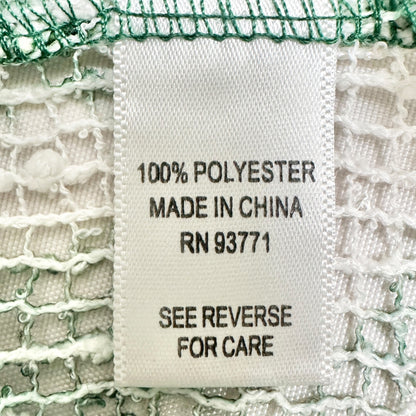 100% POLYESTER
MADE IN CHINA
RN 93771
SEE REVERSE
FOR CARE